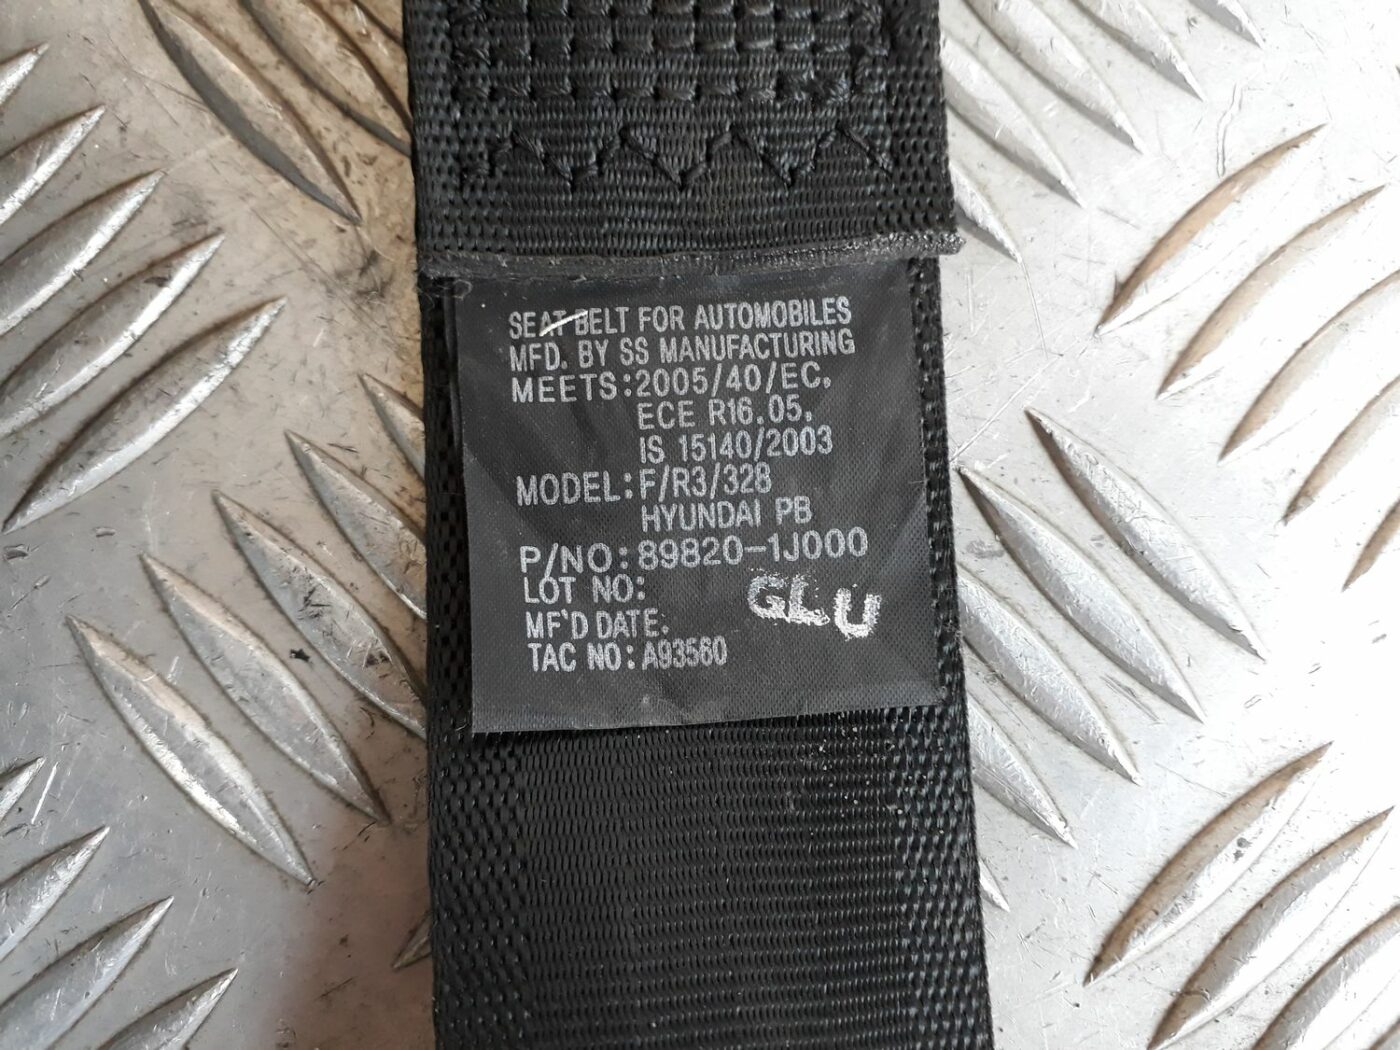 SEAT BELT FOR AUTOMOBILES
MFD. BY SS MANUFACTURING
MEETS:2005/40/EC.
ECE R16.05.
IS 15140/2003
MODEL:F/R3/328
HYUNDAI PB
P/NO:89820-1J000
LOT NO:
GLU
MF'D DATE.
TAC NO:A93560